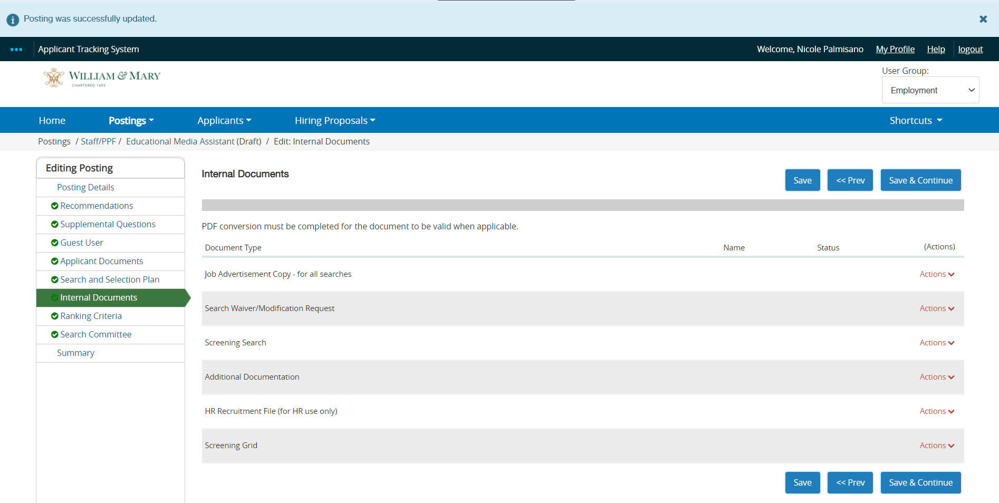 Posting was successfully updated.
Applicant Tracking System
Welcome, Nicole Palmisano My Profile Help logout
WILLIAM & MARY
CHARTERED 1693
User Group:
Employment
Home Postings Applicants Hiring Proposals Shortcuts
Postings / Staff/PPF / Educational Media Assistant (Draft) / Edit: Internal Documents
Editing Posting
Posting Details
Recommendations
Supplemental Questions
Guest User
Applicant Documents
Search and Selection Plan
Internal Documents
Ranking Criteria
Search Committee
Summary
Internal Documents
Save << Prev Save & Continue
PDF conversion must be completed for the document to be valid when applicable.
Document Type Name Status (Actions)
Job Advertisement Copy - for all searches Actions
Search Waiver/Modification Request Actions
Screening Search Actions
Additional Documentation Actions
HR Recruitment File (for HR use only) Actions
Screening Grid Actions
Save << Prev Save & Continue